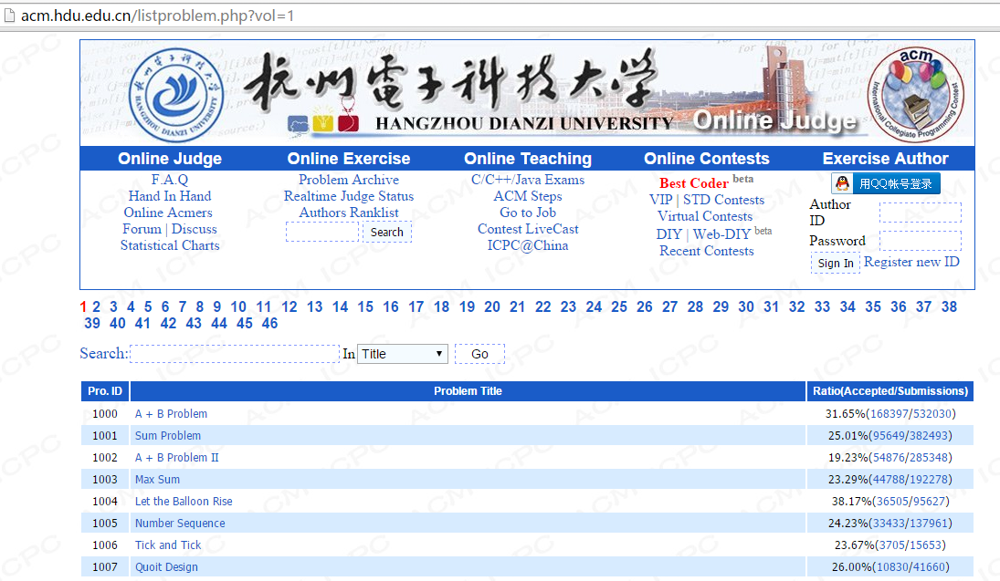 acm.hdu.edu.cn/listproblem.php?vol=1
杭州電子科技大学
HANGZHOU DIANZI UNIVERSITY
Online Judge
HANGZHOU DIANZI UNIVERSITY
acm
International Collegiate Programming Contest
Online Judge Online Exercise Online Teaching Online Contests Exercise Author
F.A.Q
Hand In Hand
Online Acmers
Forum | Discuss
Statistical Charts
Problem Archive
Realtime Judge Status
Authors Ranklist
Search
C/C++/Java Exams
ACM Steps
Go to Job
Contest LiveCast
ICPC@China
Best Coder beta
VIP | STD Contests
Virtual Contests
DIY | Web-DIY beta
Recent Contests
用QQ帐号登录
Author
ID
Password
Sign In Register new ID
1 2 3 4 5 6 7 8 9 10 11 12 13 14 15 16 17 18 19 20 21 22 23 24 25 26 27 28 29 30 31 32 33 34 35 36 37 38
39 40 41 42 43 44 45 46
Search: In Title Go
Pro. ID Problem Title Ratio(Accepted/Submissions)
1000 A + B Problem 31.65%(168397/532030)
1001 Sum Problem 25.01%(95649/382493)
1002 A + B Problem II 19.23%(54876/285348)
1003 Max Sum 23.29%(44788/192278)
1004 Let the Balloon Rise 38.17%(36505/95627)
1005 Number Sequence 24.23%(33433/137961)
1006 Tick and Tick 23.67%(3705/15653)
1007 Quoit Design 26.00%(10830/41660)
ACM ICPC